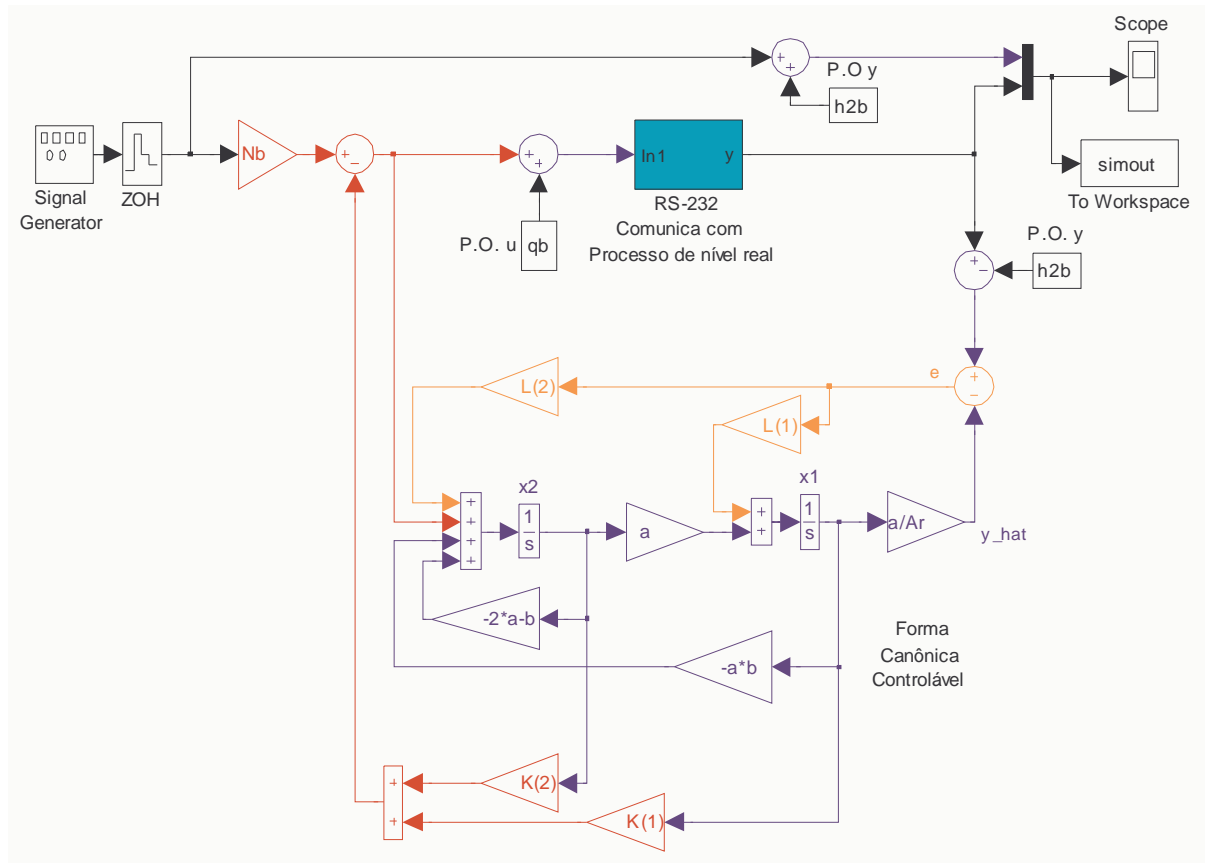 Scope
P.O y
h2b
Signal
Generator
ZOH
Nb
+
−
+
+
+
+
In1
y
RS-232
Comunica com
Processo de nível real
P.O. u
qb
simout
To Workspace
P.O. y
h2b
+
−
e
+
−
L(2)
L(1)
x2
x1
+
+
+
+
1
s
a
+
+
1
s
a/Ar
y_hat
-2*a-b
-a*b
Forma
Canônica
Controlável
K(2)
K(1)
+
+